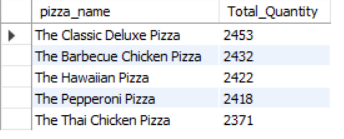 pizza_name Total_Quantity
The Classic Deluxe Pizza 2453
The Barbecue Chicken Pizza 2432
The Hawaiian Pizza 2422
The Pepperoni Pizza 2418
The Thai Chicken Pizza 2371